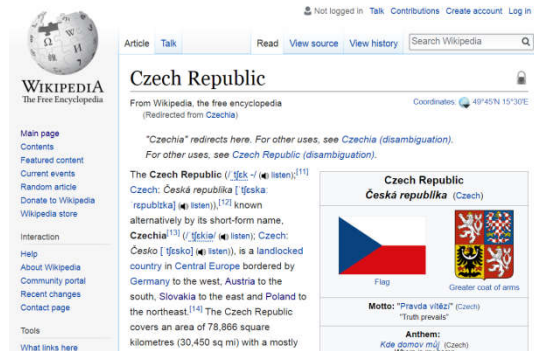 Not logged in Talk Contributions Create account Log in
Article Talk Read View source View history Search Wikipedia
WIKIPEDIA
The Free Encyclopedia
Main page
Contents
Featured content
Current events
Random article
Donate to Wikipedia
Wikipedia store
Interaction
Help
About Wikipedia
Community portal
Recent changes
Contact page
Tools
What links here
Czech Republic
From Wikipedia, the free encyclopedia
Coordinates: 49°45′N 15°30′E
(Redirected from Czechia)
"Czechia" redirects here. For other uses, see Czechia (disambiguation).
For other uses, see Czech Republic (disambiguation).
The Czech Republic (/ˈtʃɛk -/ (listen);[11]
Czech: Česká republika [ˈtʃɛskaː
ˈrɛpublɪka] (listen)),[12] known
alternatively by its short-form name,
Czechia[13] (/ˈtʃɛkiə/ (listen); Czech:
Česko [ˈtʃɛsko] (listen)), is a landlocked
country in Central Europe bordered by
Germany to the west, Austria to the
south, Slovakia to the east and Poland to
the northeast.[14] The Czech Republic
covers an area of 78,866 square
kilometres (30,450 sq mi) with a mostly
Czech Republic
Česká republika (Czech)
Flag
Greater coat of arms
Motto: "Pravda vítězí" (Czech)
"Truth prevails"
Anthem:
Kde domov můj (Czech)